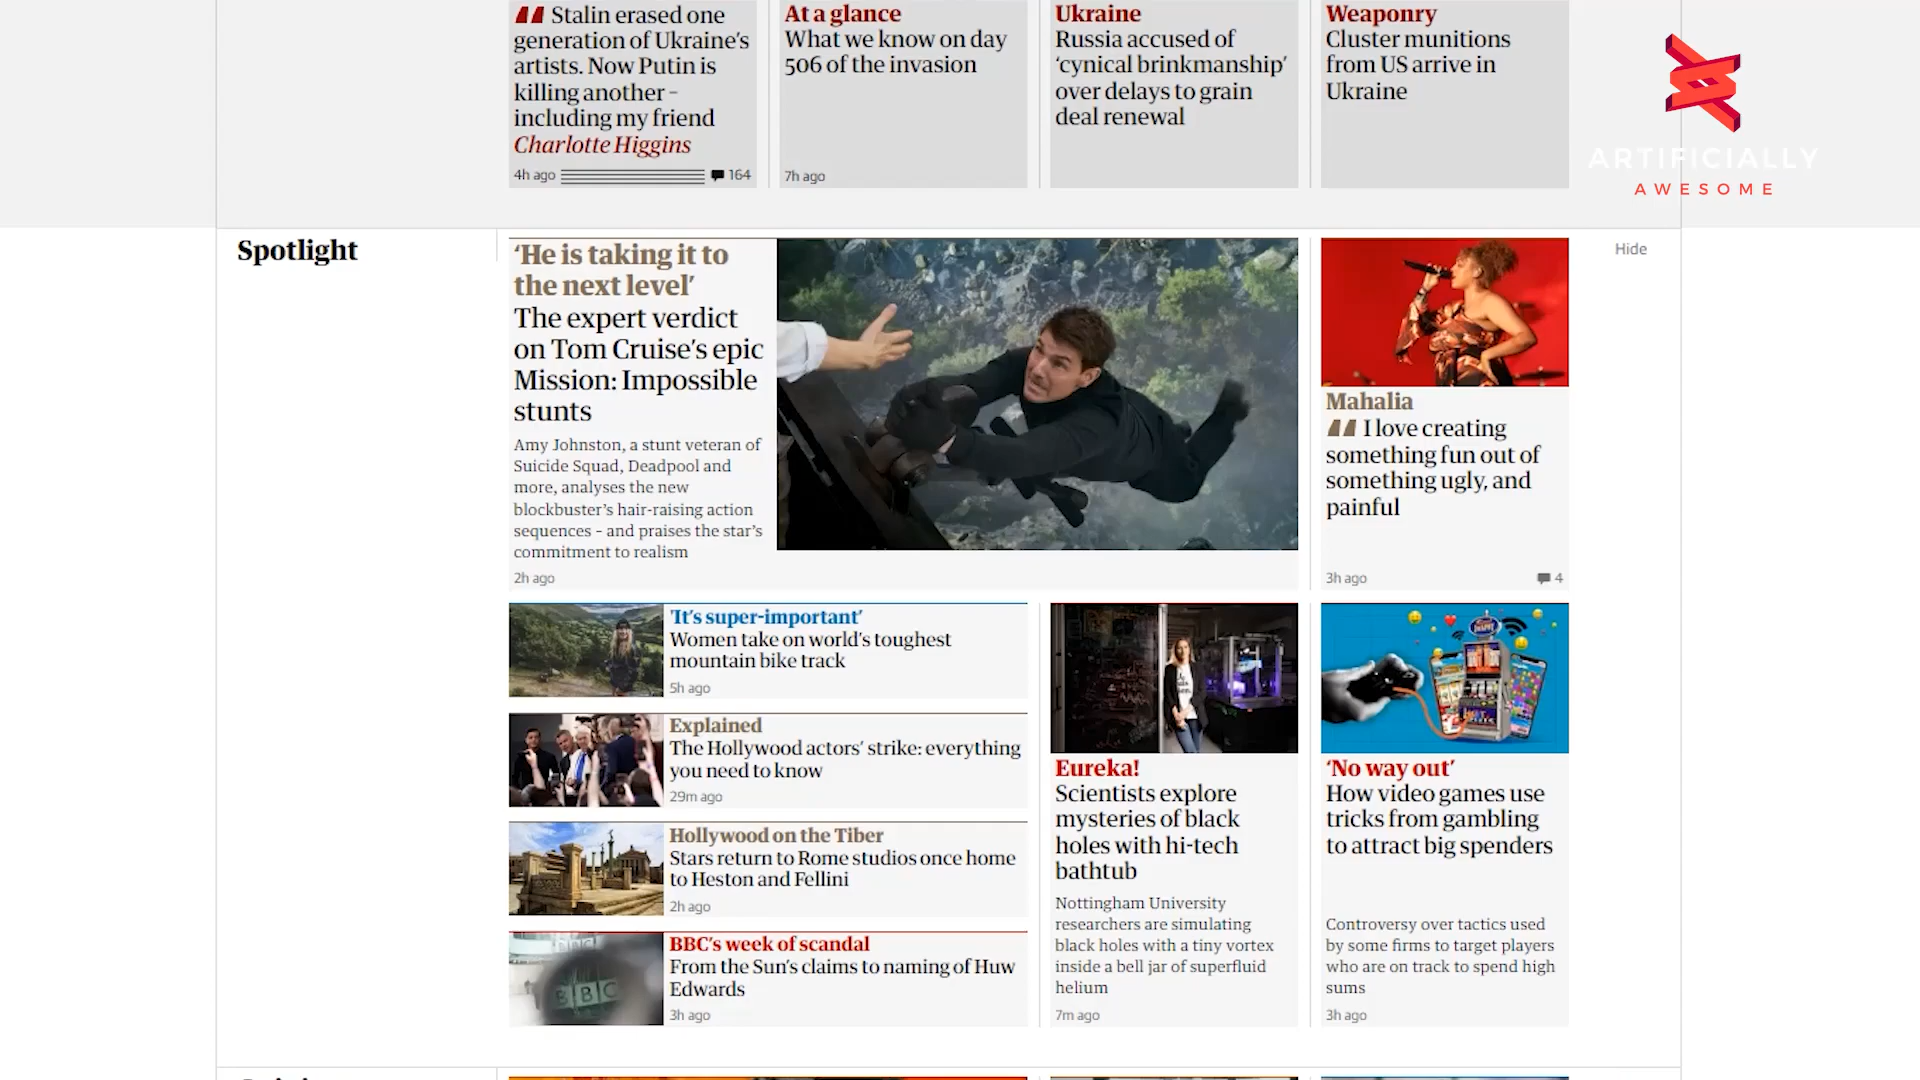 Stalin erased one
generation of Ukraine's
artists. Now Putin is
killing another –
including my friend
Charlotte Higgins
4h ago
164
At a glance
What we know on day
506 of the invasion
7h ago
Ukraine
Russia accused of
‘cynical brinkmanship’
over delays to grain
deal renewal
Weaponry
Cluster munitions
from US arrive in
Ukraine
ARTIFICIALLY
AWESOME
Spotlight
Hide
‘He is taking it to
the next level’
The expert verdict
on Tom Cruise’s epic
Mission: Impossible
stunts
Amy Johnston, a stunt veteran of
Suicide Squad, Deadpool and
more, analyses the new
blockbuster’s hair-raising action
sequences – and praises the star’s
commitment to realism
2h ago
Mahalia
I love creating
something fun out of
something ugly, and
painful
3h ago
4
'It’s super-important’
Women take on world’s toughest
mountain bike track
5h ago
Explained
The Hollywood actors’ strike: everything
you need to know
29m ago
Hollywood on the Tiber
Stars return to Rome studios once home
to Heston and Fellini
2h ago
BBC
BBC’s week of scandal
From the Sun’s claims to naming of Huw
Edwards
3h ago
Eureka!
Scientists explore
mysteries of black
holes with hi-tech
bathtub
Nottingham University
researchers are simulating
black holes with a tiny vortex
inside a bell jar of superfluid
helium
7m ago
‘No way out’
How video games use
tricks from gambling
to attract big spenders
Controversy over tactics used
by some firms to target players
who are on track to spend high
sums
3h ago